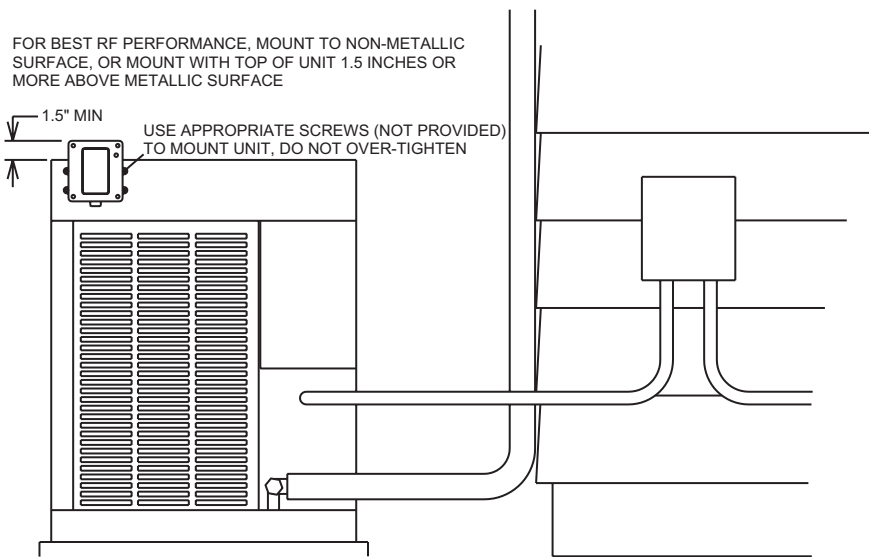 FOR BEST RF PERFORMANCE, MOUNT TO NON-METALLIC
SURFACE, OR MOUNT WITH TOP OF UNIT 1.5 INCHES OR
MORE ABOVE METALLIC SURFACE
1.5" MIN
USE APPROPRIATE SCREWS (NOT PROVIDED)
TO MOUNT UNIT, DO NOT OVER-TIGHTEN